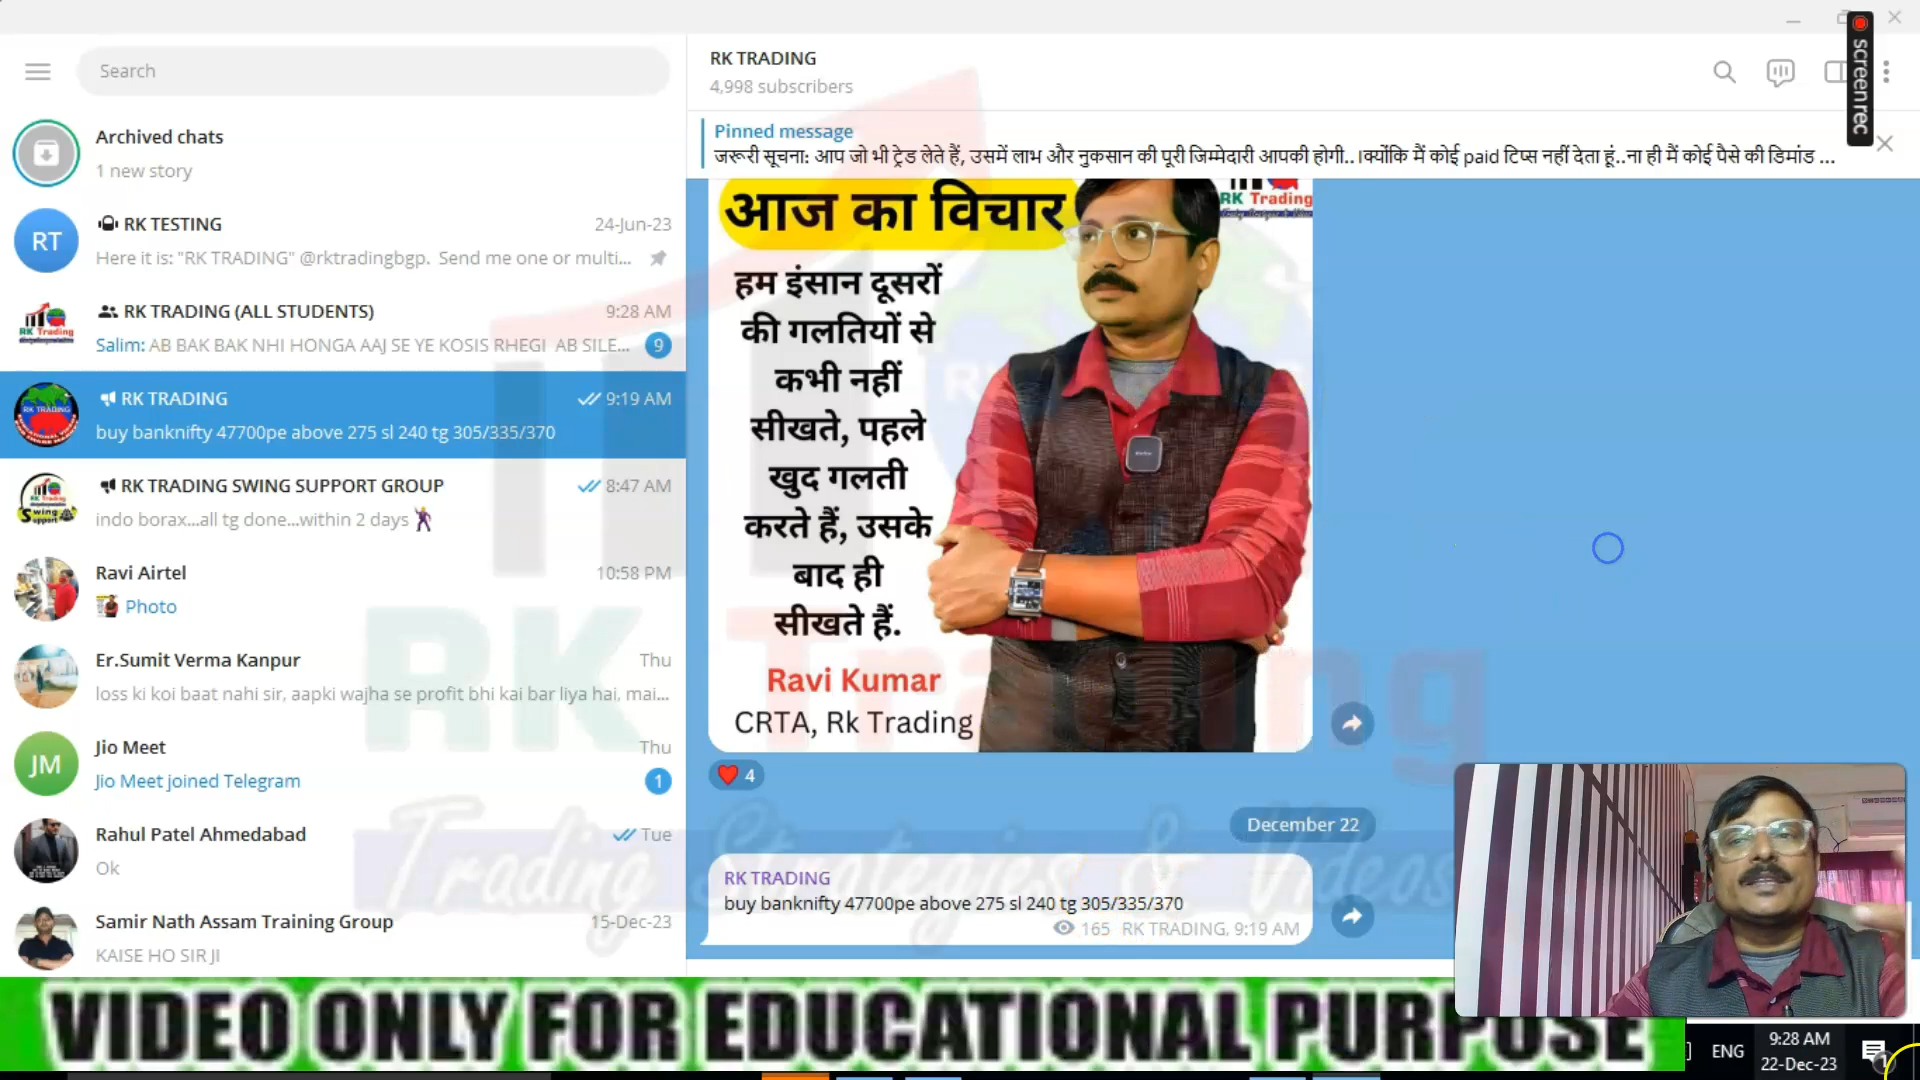 Search
Archived chats
1 new story
RT
RK TESTING
24-Jun-23
Here it is: "RK TRADING" @rktradingbgp. Send me one or multi...
RK TRADING (ALL STUDENTS)
9:28 AM
Salim: AB BAK BAK NHI HONGA AAJ SE YE KOSIS RHEGI AB SILE...
9
RK TRADING
9:19 AM
buy banknifty 47700pe above 275 sl 240 tg 305/335/370
RK TRADING SWING SUPPORT GROUP
8:47 AM
indo borax...all tg done...within 2 days
Ravi Airtel
10:58 PM
Photo
Er.Sumit Verma Kanpur
Thu
loss ki koi baat nahi sir, aapki wajha se profit bhi kai bar liya hai, mai...
JM
Jio Meet
Thu
Jio Meet joined Telegram
1
Rahul Patel Ahmedabad
Tue
Ok
Samir Nath Assam Training Group
15-Dec-23
KAISE HO SIR JI
RK TRADING
4,998 subscribers
Pinned message
जरूरी सूचना: आप जो भी ट्रेड लेते हैं, उसमें लाभ और नुकसान की पूरी जिम्मेदारी आपकी होगी..।क्योंकि मैं कोई paid टिप्स नहीं देता हूं..ना ही मैं कोई पैसे की डिमांड ...
आज का विचार
RK Trading
हम इंसान दूसरों
की गलतियों से
कभी नहीं
सीखते, पहले
खुद गलती
करते हैं, उसके
बाद ही
सीखते हैं.
Ravi Kumar
CRTA, Rk Trading
4
December 22
RK TRADING
buy banknifty 47700pe above 275 sl 240 tg 305/335/370
165 RK TRADING, 9:19 AM
RK Trading
Trading Strategies & Videos
screenrec
VIDEO ONLY FOR EDUCATIONAL PURPOSE
ENG
9:28 AM
22-Dec-23
1